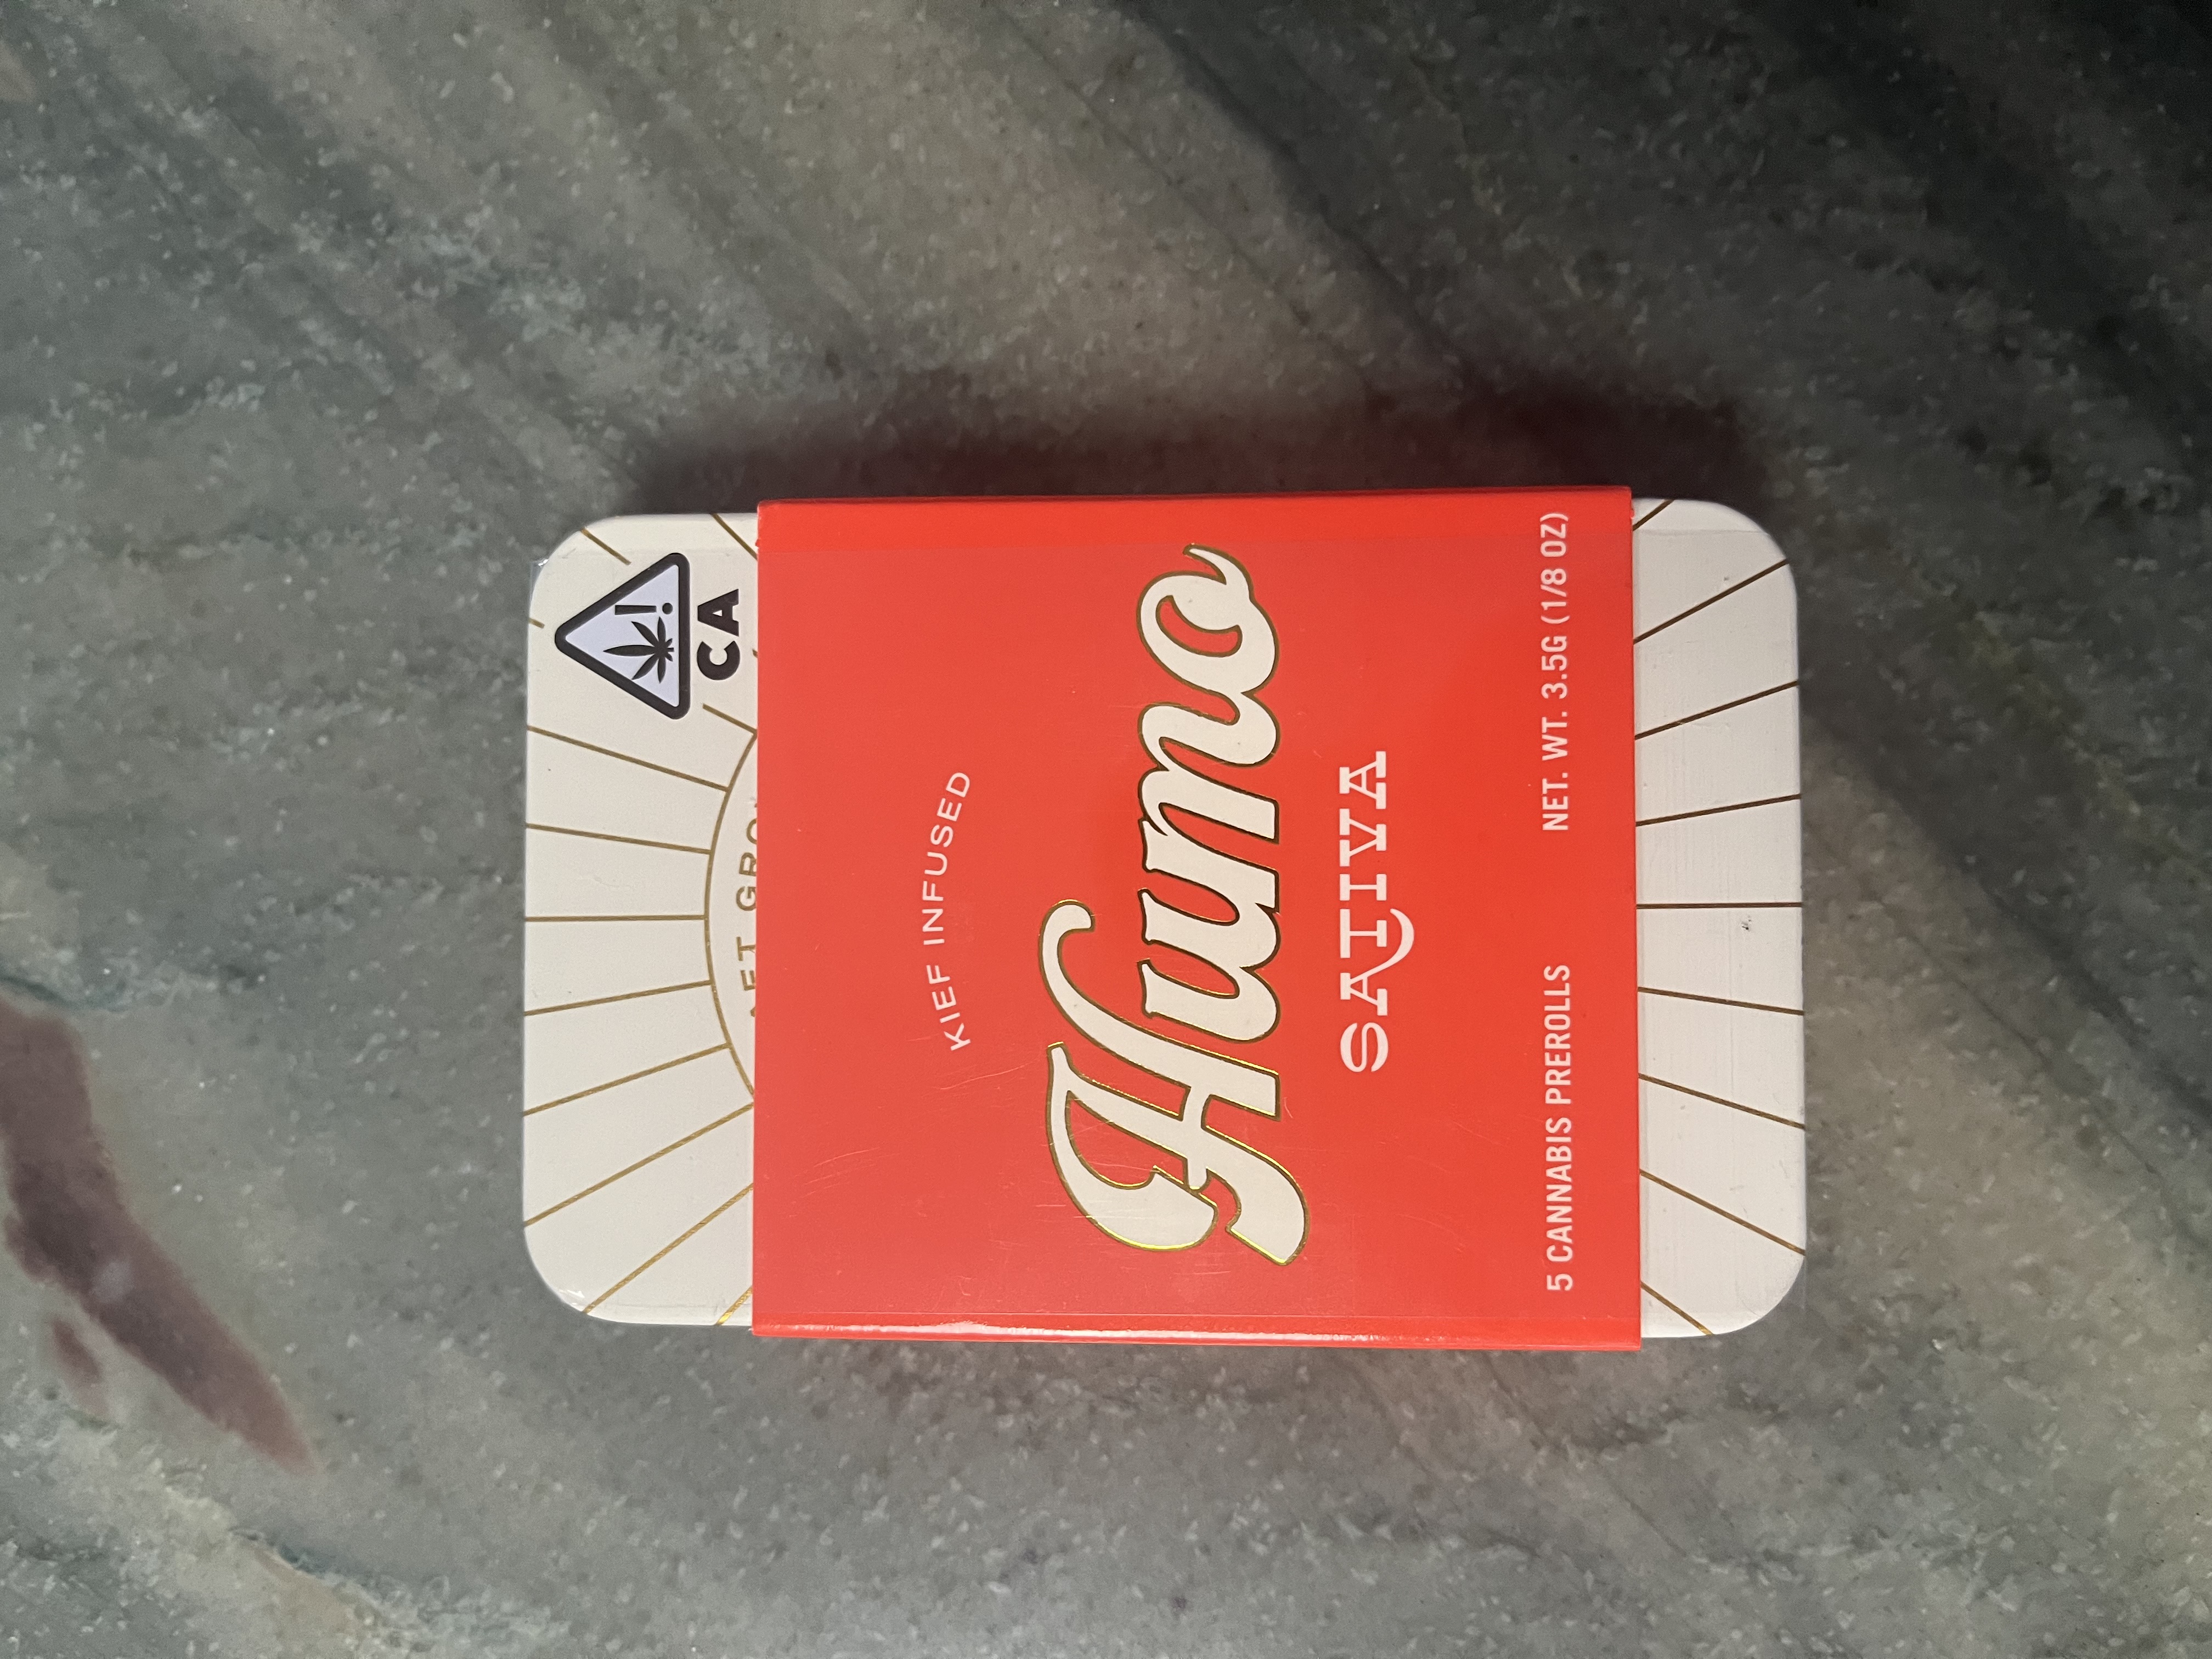 CA
KIEF INFUSED
Humo
SATIVA
5 CANNABIS PREROLLS NET. WT. 3.5G (1/8 OZ)